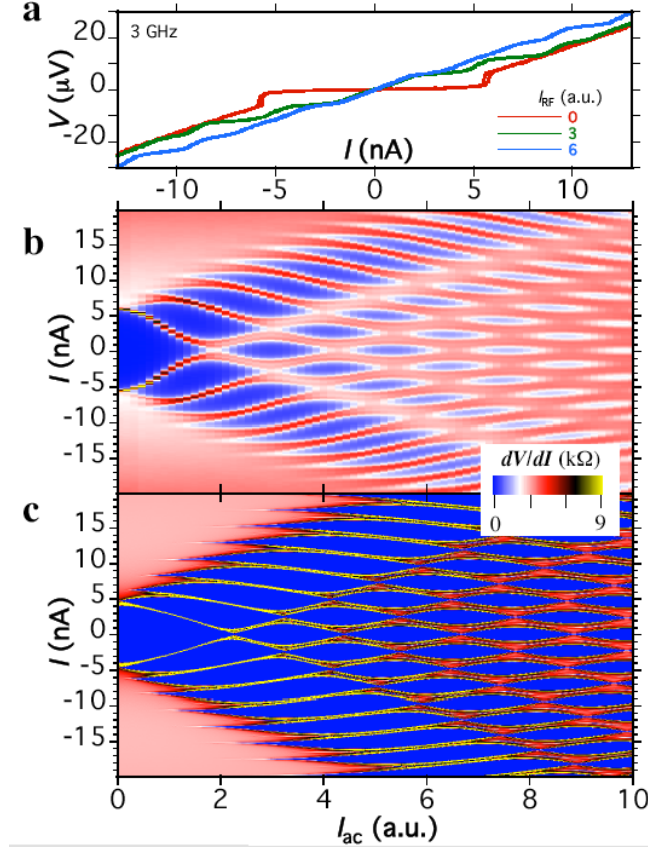 a
3 GHz
20
0
-20
V (μV)
I_RF (a.u.)
0
3
6
I (nA)
-10 -5 0 5 10
b
15
10
5
0
-5
-10
-15
I (nA)
dV/dI (kΩ)
0 9
c
15
10
5
0
-5
-10
-15
I (nA)
0 2 4 6 8 10
I_ac (a.u.)